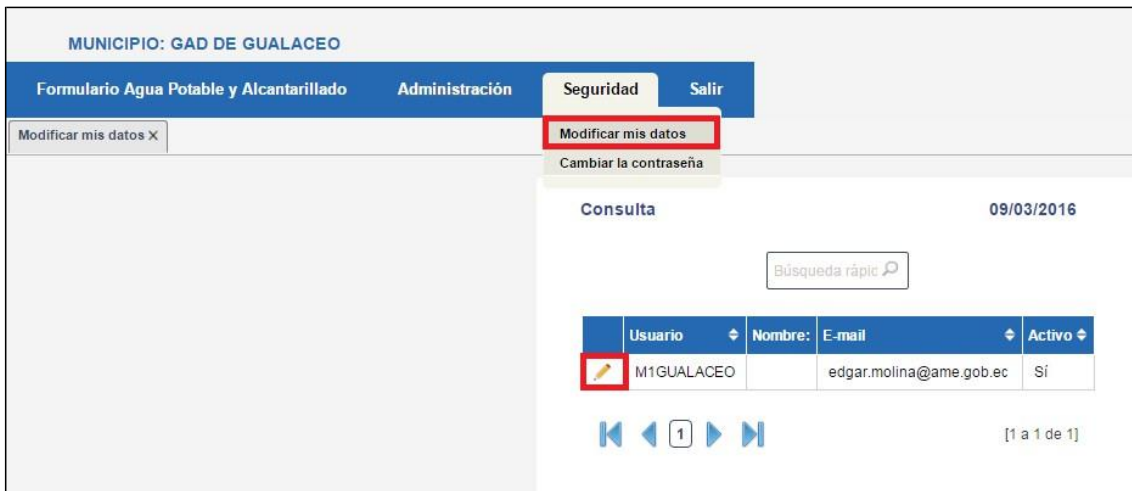 MUNICIPIO: GAD DE GUALACEO
Formulario Agua Potable y Alcantarillado Administración Seguridad Salir
Modificar mis datos X
Modificar mis datos
Cambiar la contraseña
Consulta 09/03/2016
Búsqueda rápic
Usuario Nombre: E-mail Activo
M1GUALACEO edgar.molina@ame.gob.ec Sí
1 [1 a 1 de 1]